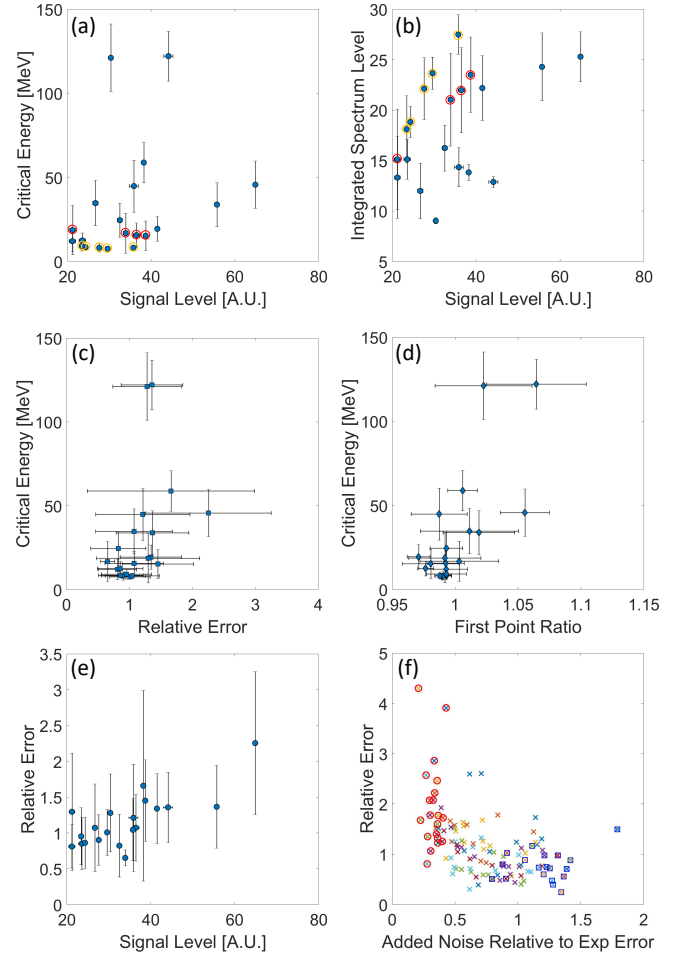 (a)
Critical Energy [MeV]
150
100
50
0
20 40 60 80
Signal Level [A.U.]
(b)
Integrated Spectrum Level
30
25
20
15
10
5
20 40 60 80
Signal Level [A.U.]
(c)
Critical Energy [MeV]
150
100
50
0
0 1 2 3 4
Relative Error
(d)
Critical Energy [MeV]
150
100
50
0
0.95 1 1.05 1.1 1.15
First Point Ratio
(e)
Relative Error
3.5
3
2.5
2
1.5
1
0.5
0
20 40 60 80
Signal Level [A.U.]
(f)
Relative Error
5
4
3
2
1
0
0 0.5 1 1.5 2
Added Noise Relative to Exp Error